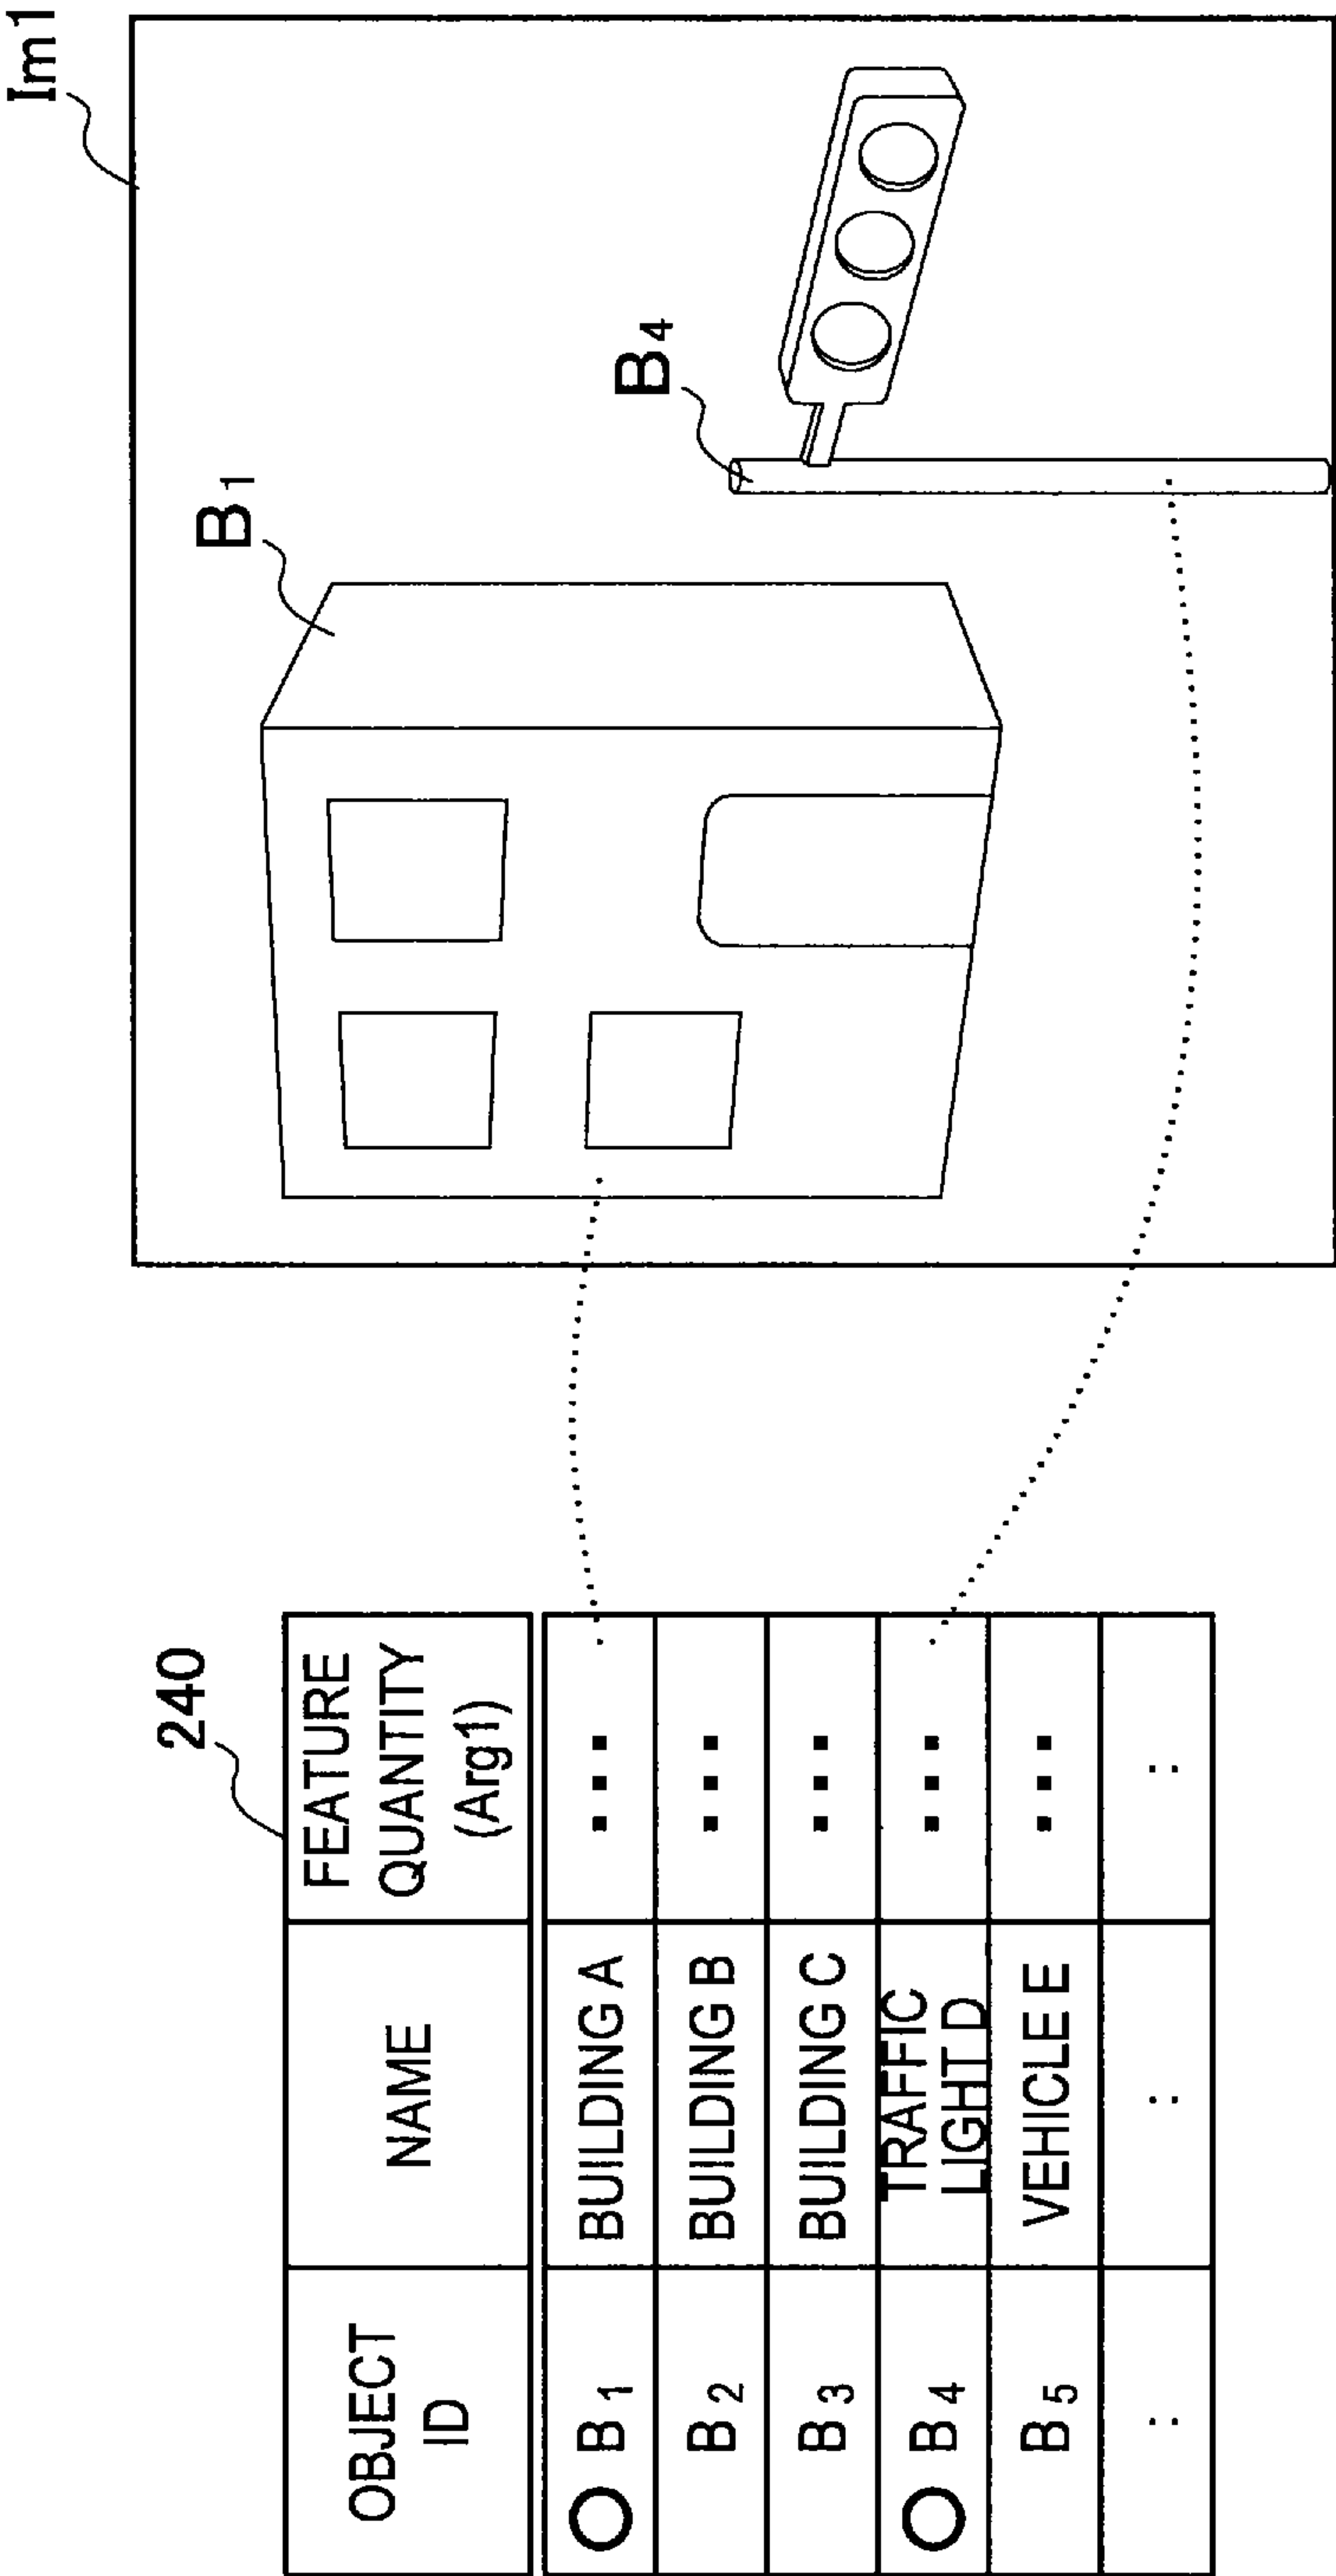 240
OBJECT ID	NAME	FEATURE QUANTITY (Arg1)
○ B1	BUILDING A	...
B2	BUILDING B	...
B3	BUILDING C	...
○ B4	TRAFFIC LIGHT D	...
B5	VEHICLE E	...
:	:	:
Im1
B1
B4